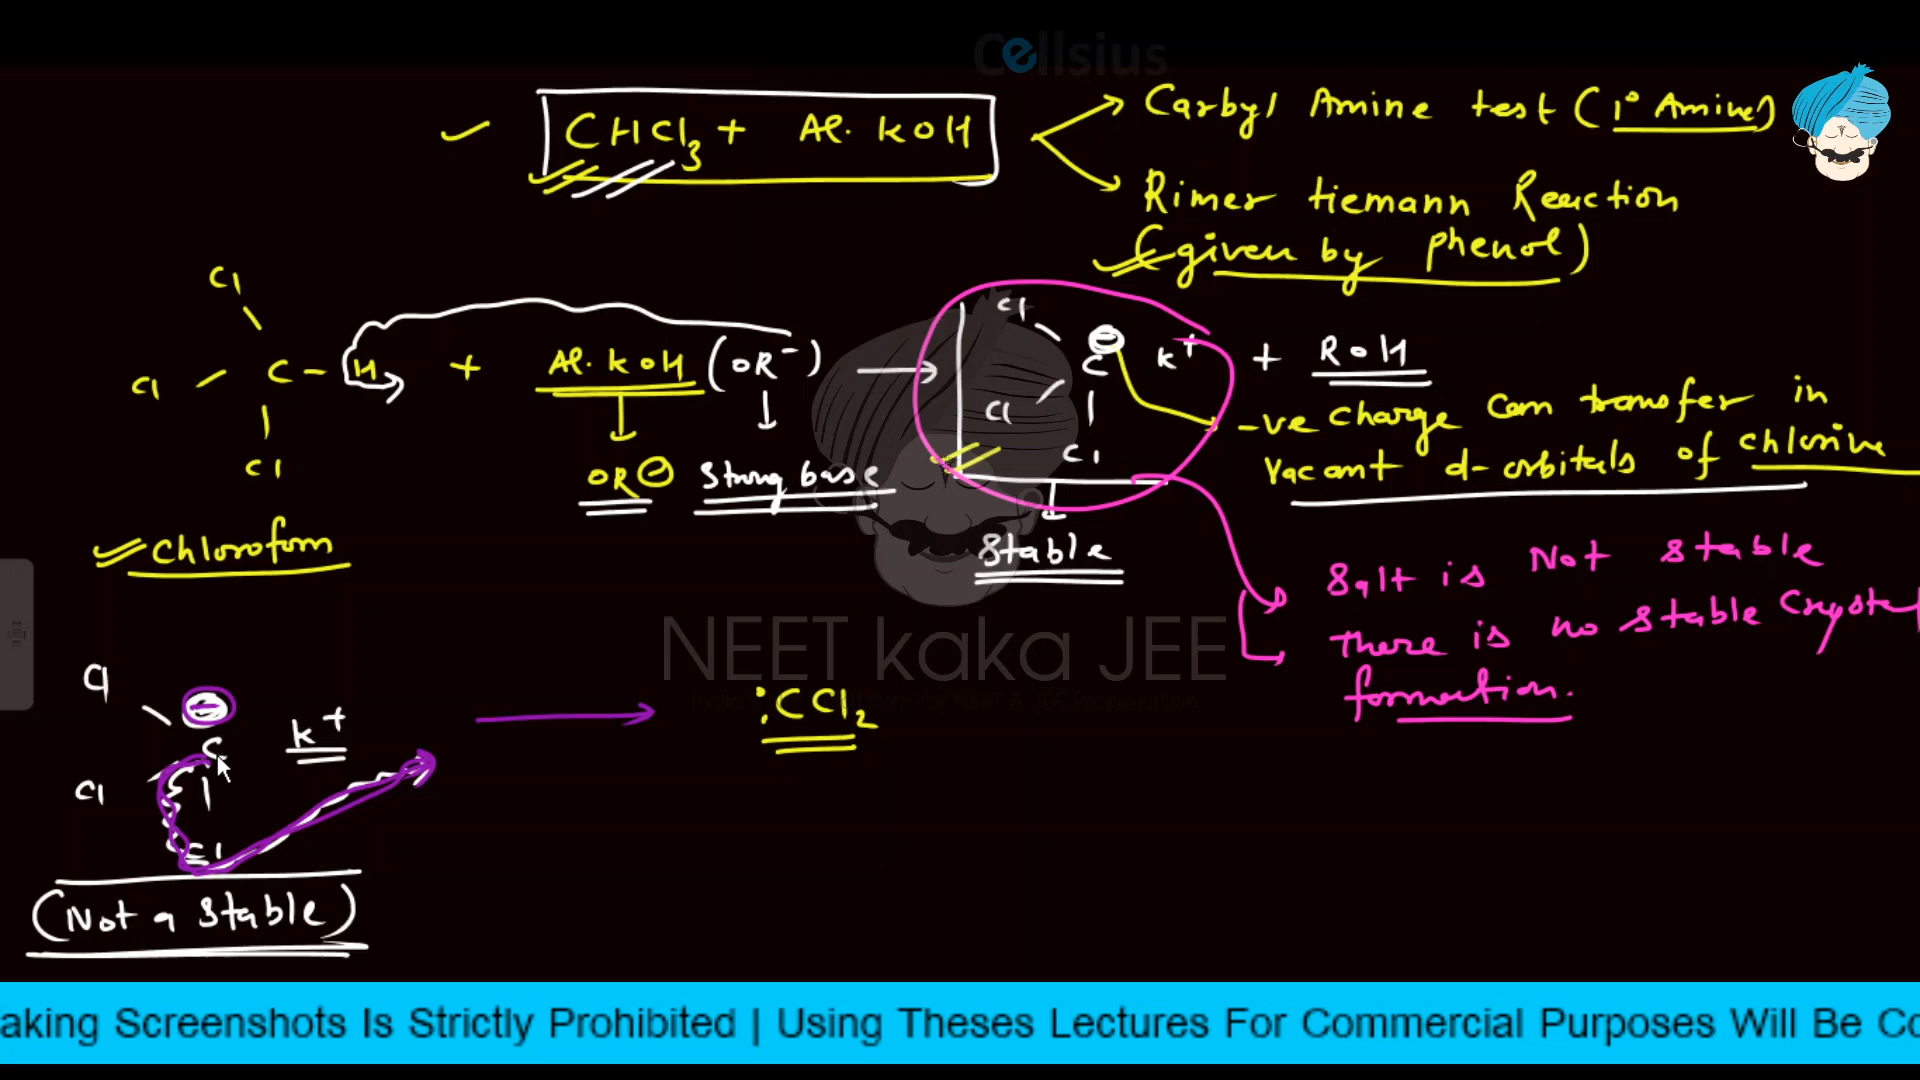 Cellsius
CHCl3 + Al. KOH
Carbyl Amine test (1° Amine)
Rimer tiemann Reaction
(given by phenol)
Cl
Cl
C - H + Al. KOH (OR⁻) → C⊖ K⁺ + ROH
Cl
Cl
Cl
Cl
Cl
-ve charge can transfer in
vacant d-orbitals of chlorine
OR⊖ Strong base
Stable
Chloroform
Salt is Not stable
There is no stable Crystal
formation.
NEET kaka JEE
Cl
⊖
C K⁺ → :CCl2
Cl
Cl
(Not a stable)
aking Screenshots Is Strictly Prohibited | Using Theses Lectures For Commercial Purposes Will Be Co